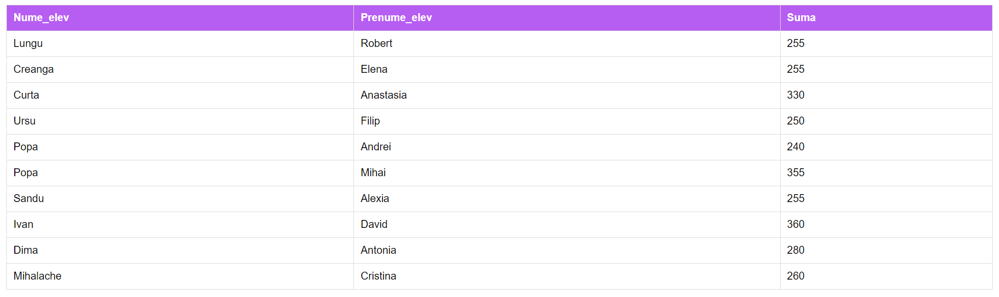 Nume_elev Prenume_elev Suma
Lungu Robert 255
Creanga Elena 255
Curta Anastasia 330
Ursu Filip 250
Popa Andrei 240
Popa Mihai 355
Sandu Alexia 255
Ivan David 360
Dima Antonia 280
Mihalache Cristina 260